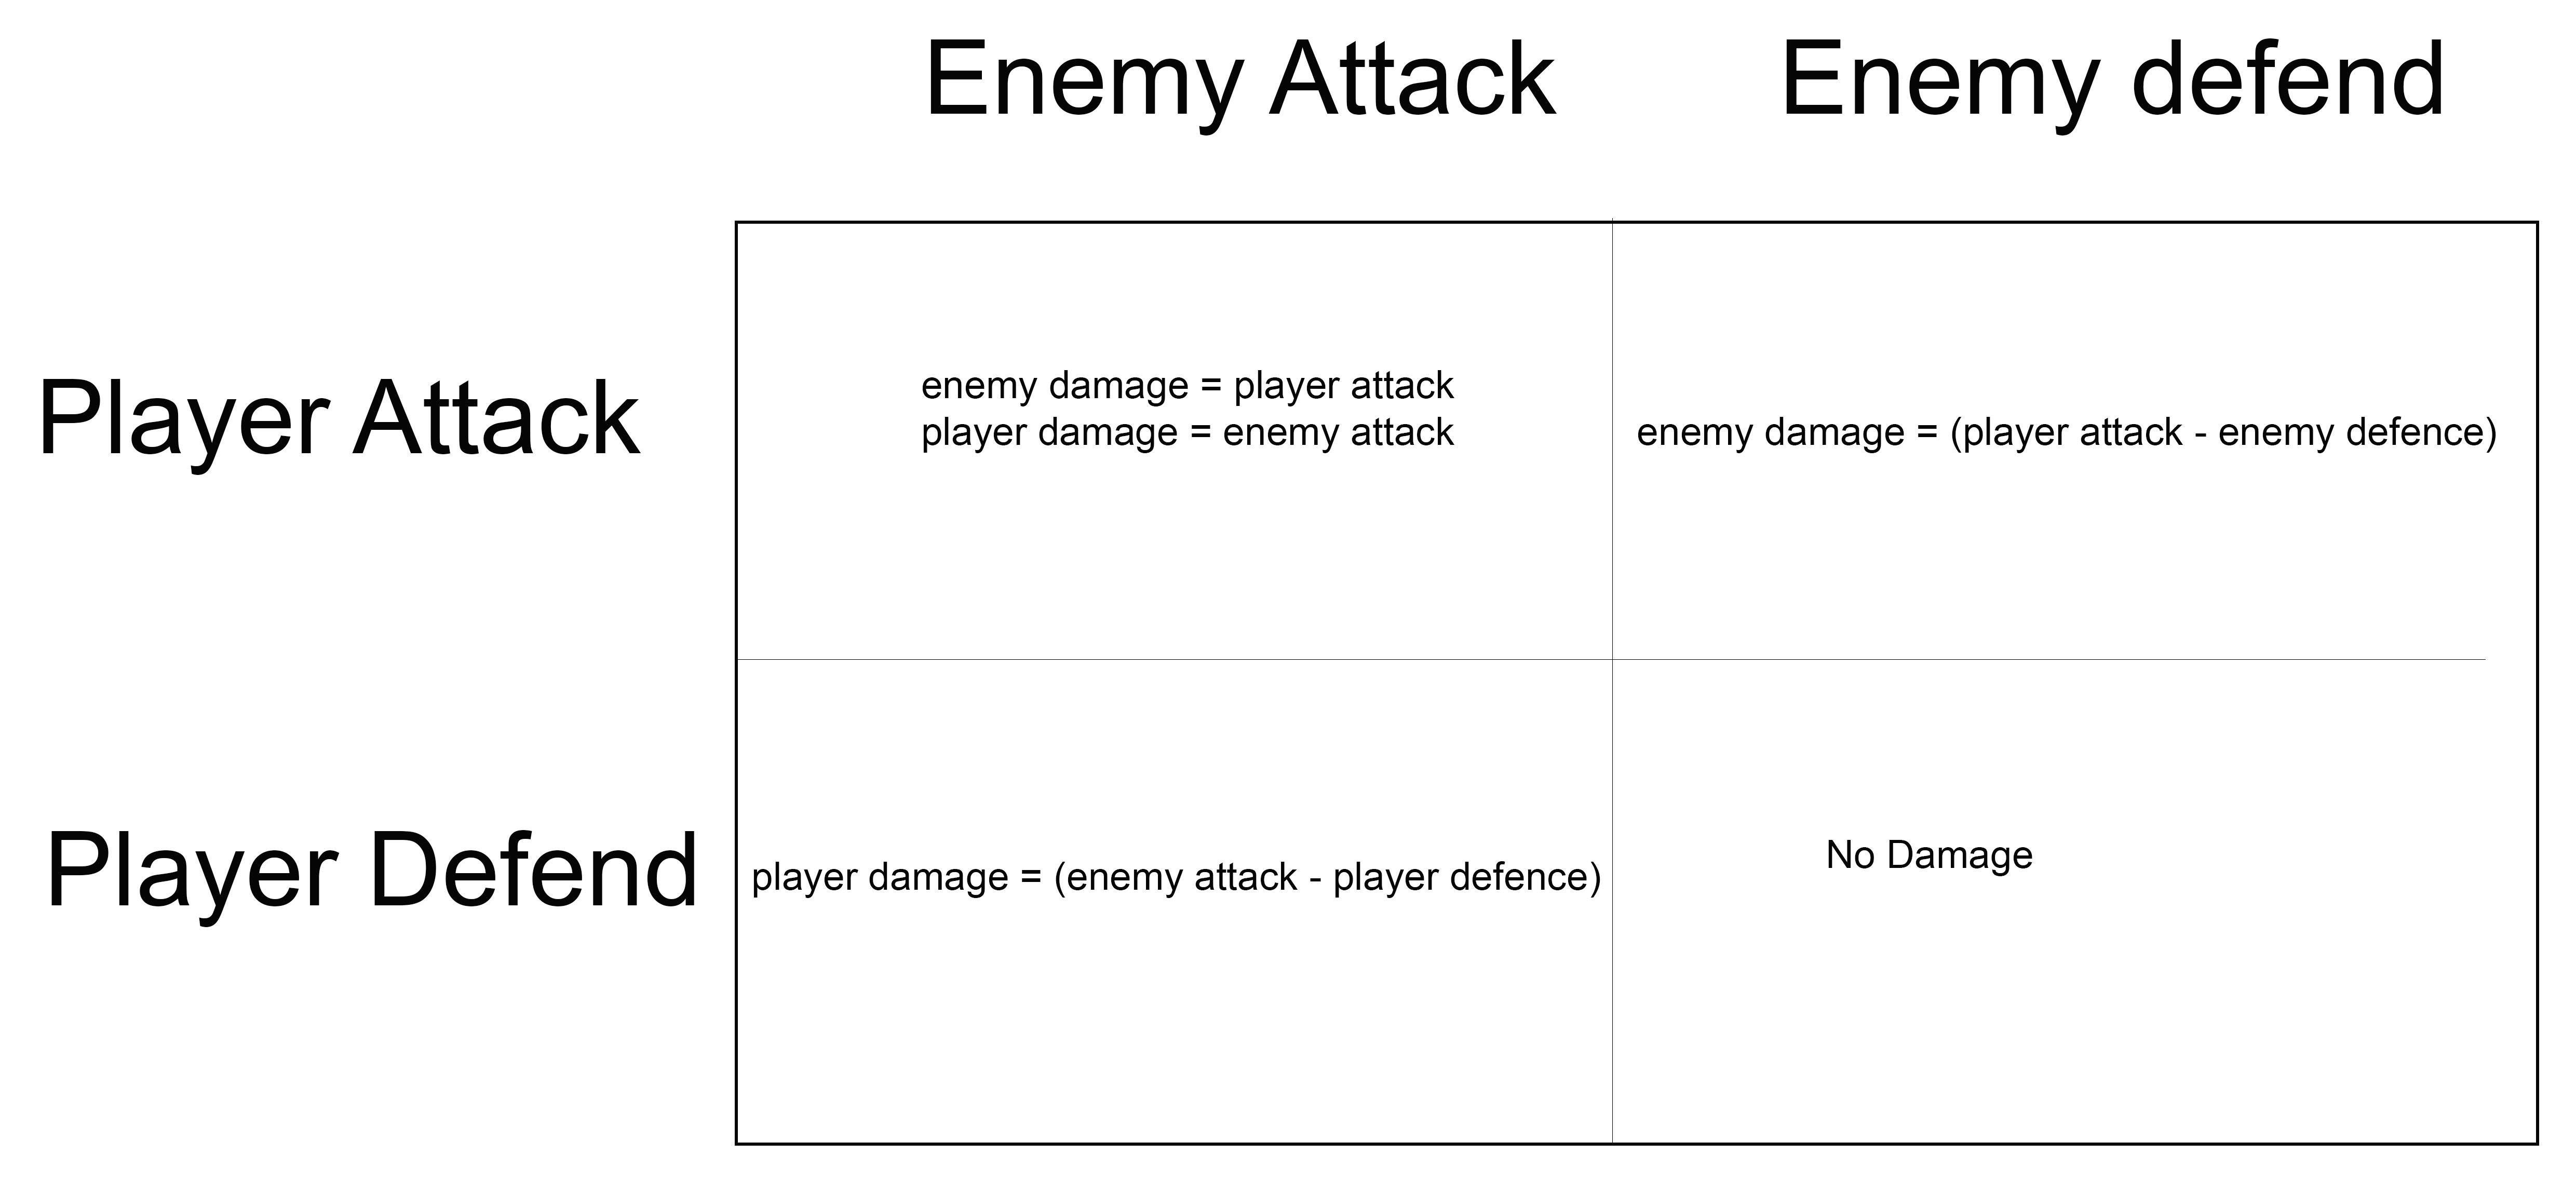 Enemy Attack
Enemy defend
Player Attack
enemy damage = player attack
player damage = enemy attack
enemy damage = (player attack - enemy defence)
Player Defend
player damage = (enemy attack - player defence)
No Damage